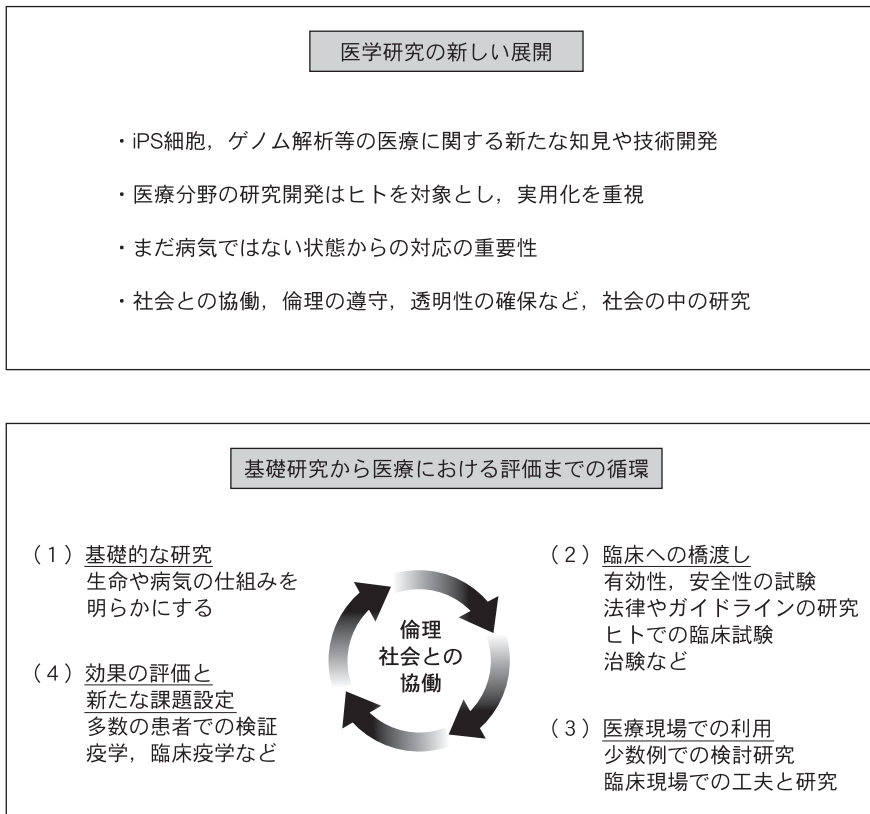 医学研究の新しい展開
・iPS細胞，ゲノム解析等の医療に関する新たな知見や技術開発
・医療分野の研究開発はヒトを対象とし，実用化を重視
・まだ病気ではない状態からの対応の重要性
・社会との協働，倫理の遵守，透明性の確保など，社会の中の研究
基礎研究から医療における評価までの循環
（1）基礎的な研究
生命や病気の仕組みを
明らかにする
（2）臨床への橋渡し
有効性，安全性の試験
法律やガイドラインの研究
ヒトでの臨床試験
治験など
倫理
社会との
協働
（4）効果の評価と
新たな課題設定
多数の患者での検証
疫学，臨床疫学など
（3）医療現場での利用
少数例での検討研究
臨床現場での工夫と研究